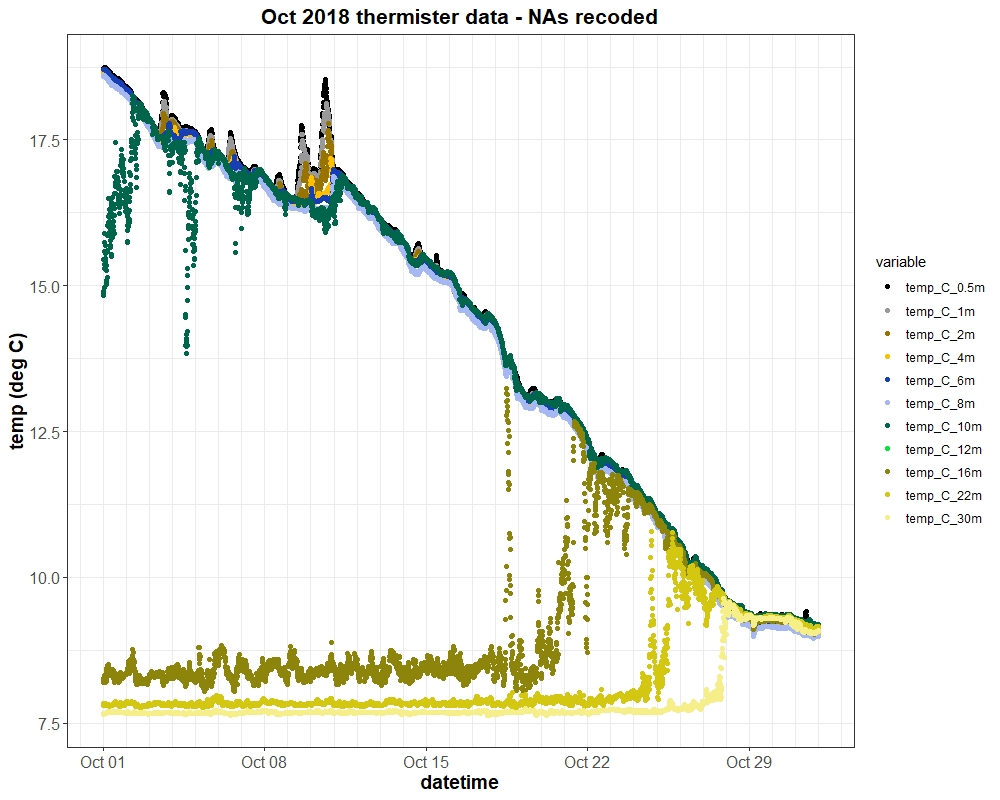 Oct 2018 thermister data - NAs recoded
temp (deg C)
17.5
15.0
12.5
10.0
7.5
Oct 01 Oct 08 Oct 15 Oct 22 Oct 29
datetime
variable
temp_C_0.5m
temp_C_1m
temp_C_2m
temp_C_4m
temp_C_6m
temp_C_8m
temp_C_10m
temp_C_12m
temp_C_16m
temp_C_22m
temp_C_30m